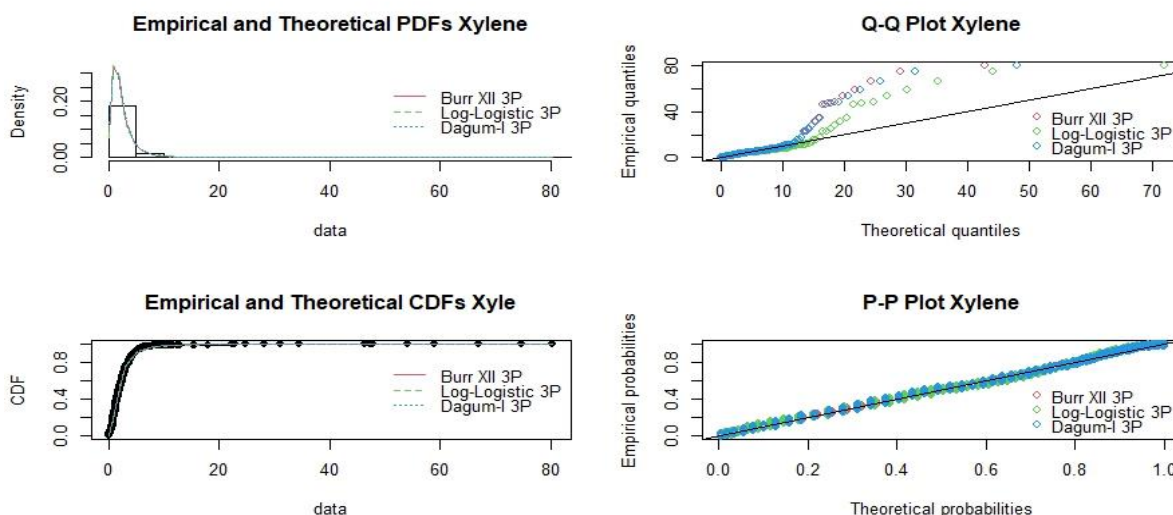 Empirical and Theoretical PDFs Xylene
Density
0.00 0.20
Burr XII 3P
Log-Logistic 3P
Dagum-I 3P
0 20 40 60 80
data
Q-Q Plot Xylene
Empirical quantiles
0 40 80
Burr XII 3P
Log-Logistic 3P
Dagum-I 3P
0 10 20 30 40 50 60 70
Theoretical quantiles
Empirical and Theoretical CDFs Xyle
CDF
0.0 0.4 0.8
Burr XII 3P
Log-Logistic 3P
Dagum-I 3P
0 20 40 60 80
data
P-P Plot Xylene
Empirical probabilities
0.0 0.4 0.8
Burr XII 3P
Log-Logistic 3P
Dagum-I 3P
0.0 0.2 0.4 0.6 0.8 1.0
Theoretical probabilities